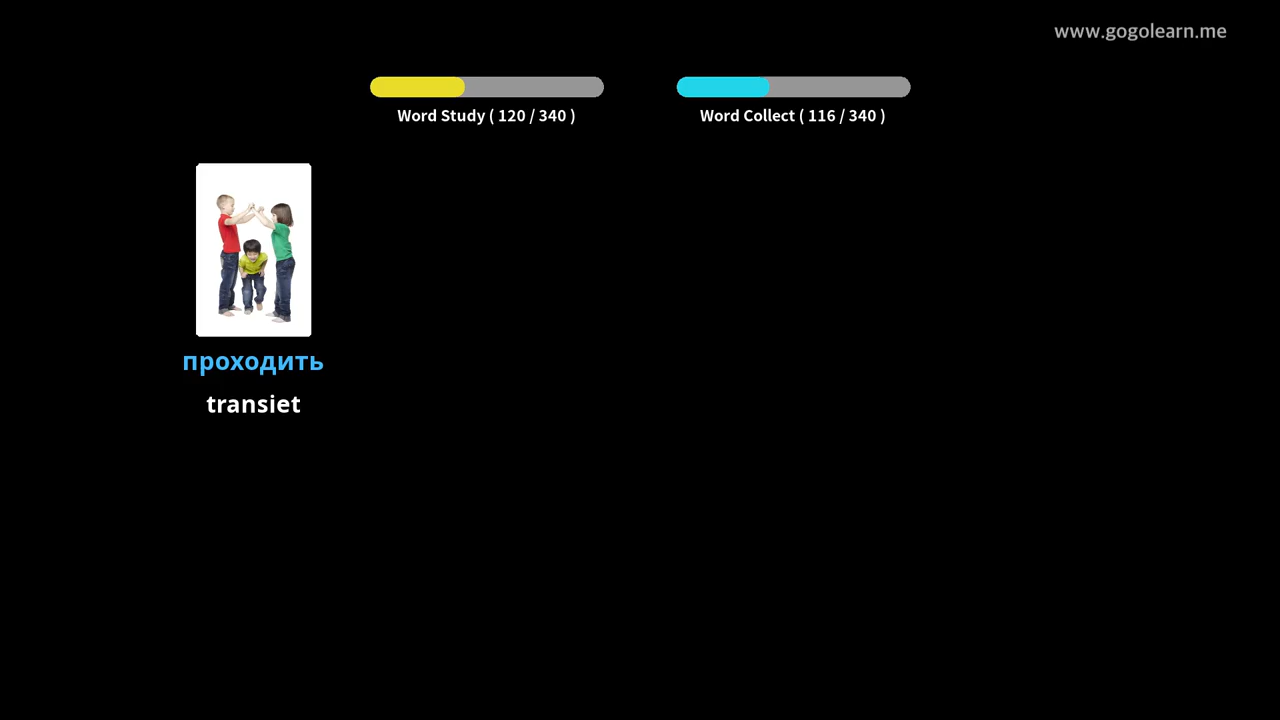 www.gogolearn.me
Word Study ( 120 / 340 )
Word Collect ( 116 / 340 )
проходить
transiet